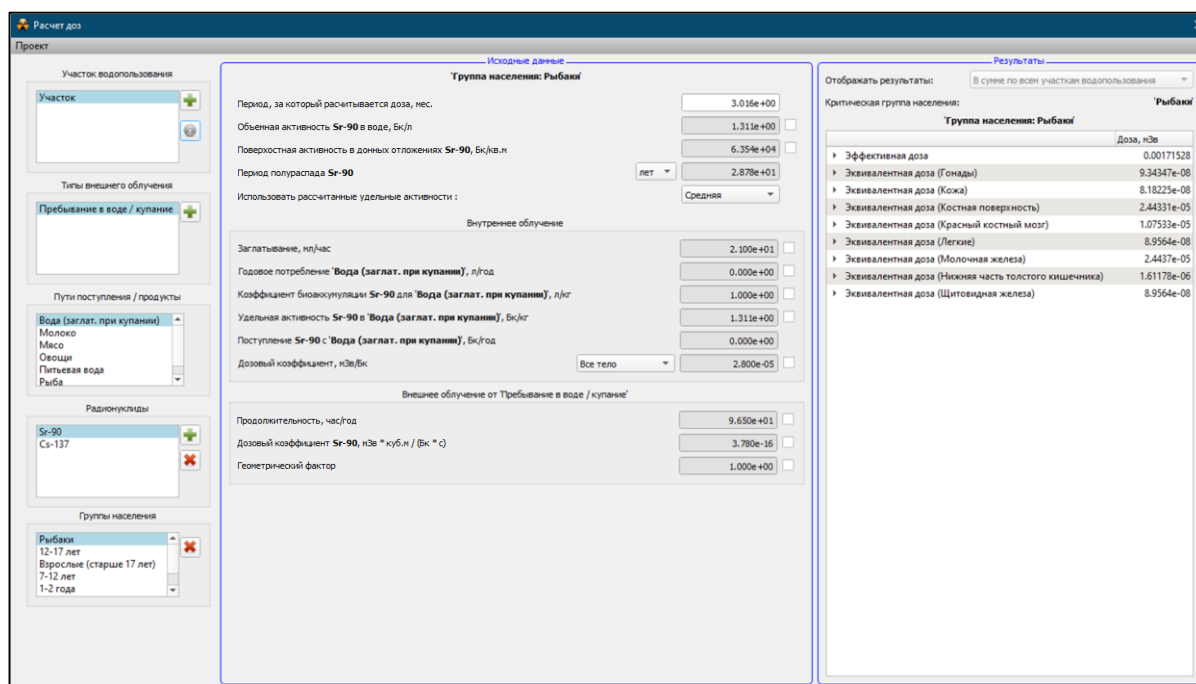 Расчет доз
Проект
Участок водопользования
Участок
Типы внешнего облучения
Пребывание в воде / купание
Пути поступления / продукты
Вода (заглат. при купании)
Молоко
Мясо
Овощи
Питьевая вода
Рыба
Радионуклиды
Sr-90
Cs-137
Группы населения
Рыбаки
12-17 лет
Взрослые (старше 17 лет)
7-12 лет
1-2 года
Исходные данные
'Группа населения: Рыбаки'
Период, за который расчитывается доза, мес. 3.016e+00
Объенная активность Sr-90 в воде, Бк/л 1.311e+00
Поверхостная активность в донных отложениях Sr-90, Бк/кв.м 6.354e+04
Период полураспада Sr-90 лет 2.878e+01
Использовать рассчитанные удельные активности : Средняя
Внутреннее облучение
Заглатывание, мл/час 2.100e+01
Годовое потребление 'Вода (заглат. при купании)', л/год 0.000e+00
Коэффициент биоаккунуляции Sr-90 для 'Вода (заглат. при купании)', л/кг 1.000e+00
Удельная активность Sr-90 в 'Вода (заглат. при купании)', Бк/кг 1.311e+00
Поступление Sr-90 с 'Вода (заглат. при купании)', Бк/год 0.000e+00
Дозовый коэффициент, нЗв/Бк Все тело 2.800e-05
Внешнее облучение от 'Пребывание в воде / купание'
Продолжительность, час/год 9.650e+01
Дозовый коэффициент Sr-90, нЗв * куб.м / (Бк * с) 3.780e-16
Геометрический фактор 1.000e+00
Результаты
Отображать результаты: В сумме по всем участкам водопользования
Критическая группа населения: 'Рыбаки'
'Группа населения: Рыбаки'
Доза, нЗв
Эффективная доза 0.00171528
Эквивалентная доза (Гонады) 9.34347e-08
Эквивалентная доза (Кожа) 8.18225e-08
Эквивалентная доза (Костная поверхность) 2.44331e-05
Эквивалентная доза (Красный костный мозг) 1.07533e-05
Эквивалентная доза (Легкие) 8.9564e-08
Эквивалентная доза (Молочная железа) 2.4437e-05
Эквивалентная доза (Нижняя часть толстого кишечника) 1.61178e-06
Эквивалентная доза (Щитовидная железа) 8.9564e-08